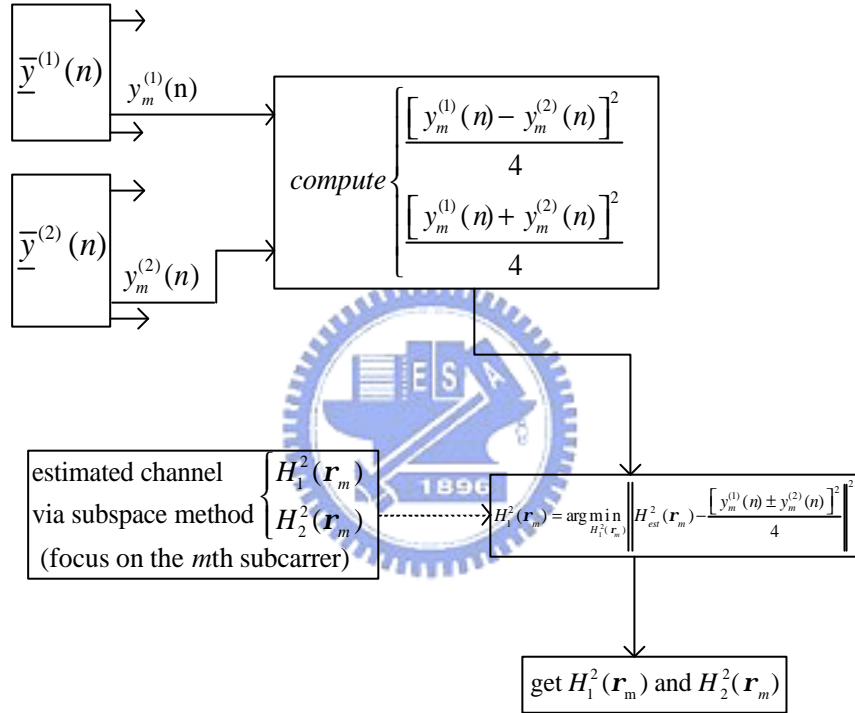 y̲̅^{(1)}(n)
y_m^{(1)}(n)
y̲̅^{(2)}(n)
y_m^{(2)}(n)
compute { [y_m^{(1)}(n) − y_m^{(2)}(n)]^2 / 4
[y_m^{(1)}(n) + y_m^{(2)}(n)]^2 / 4
E S A
1896
estimated channel
via subspace method { H_1^2(r_m)
H_2^2(r_m)
(focus on the mth subcarrer)
H_1^2(r_m) = arg min_{H_1^2(r_m)} ‖ H_{est}^2(r_m) − [y_m^{(1)}(n) ± y_m^{(2)}(n)]^2 / 4 ‖^2
get H_1^2(r_m) and H_2^2(r_m)